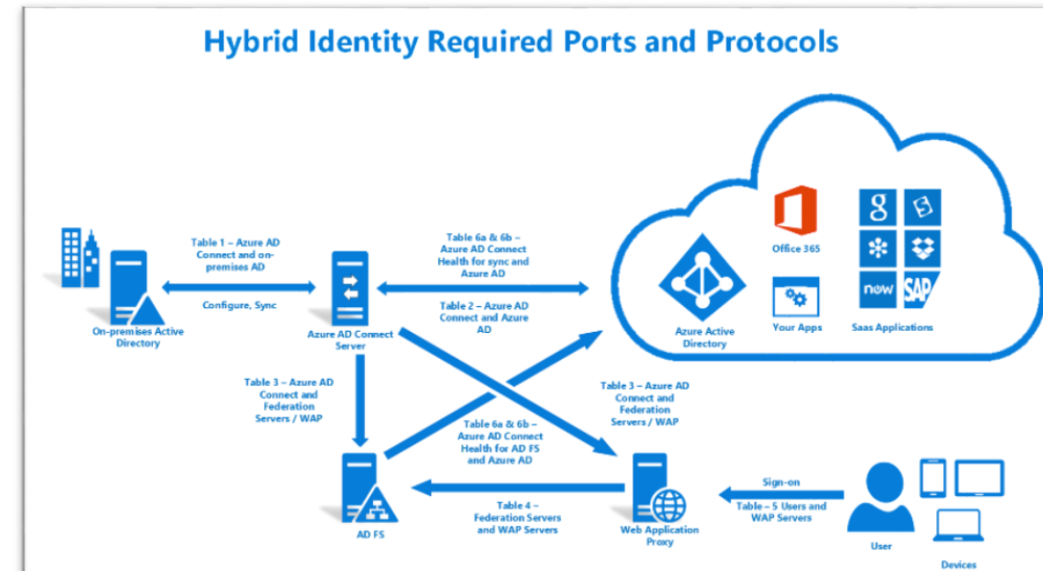 Hybrid Identity Required Ports and Protocols
Table 1 – Azure AD
Connect and on-
premises AD
Configure, Sync
On-premises Active
Directory
Azure AD Connect
Server
Table 6a & 6b –
Azure AD Connect
Health for sync and
Azure AD
Table 2 – Azure AD
Connect and Azure
AD
Azure Active
Directory
Office 365
Your Apps
g
now
SAP
Saas Applications
Table 3 – Azure AD
Connect and
Federation
Servers / WAP
Table 6a & 6b –
Azure AD Connect
Health for AD FS
and Azure AD
Table 3 – Azure AD
Connect and
Federation
Servers / WAP
AD FS
Table 4 –
Federation Servers
and WAP Servers
Web Application
Proxy
Sign-on
Table – 5 Users and
WAP Servers
User
Devices